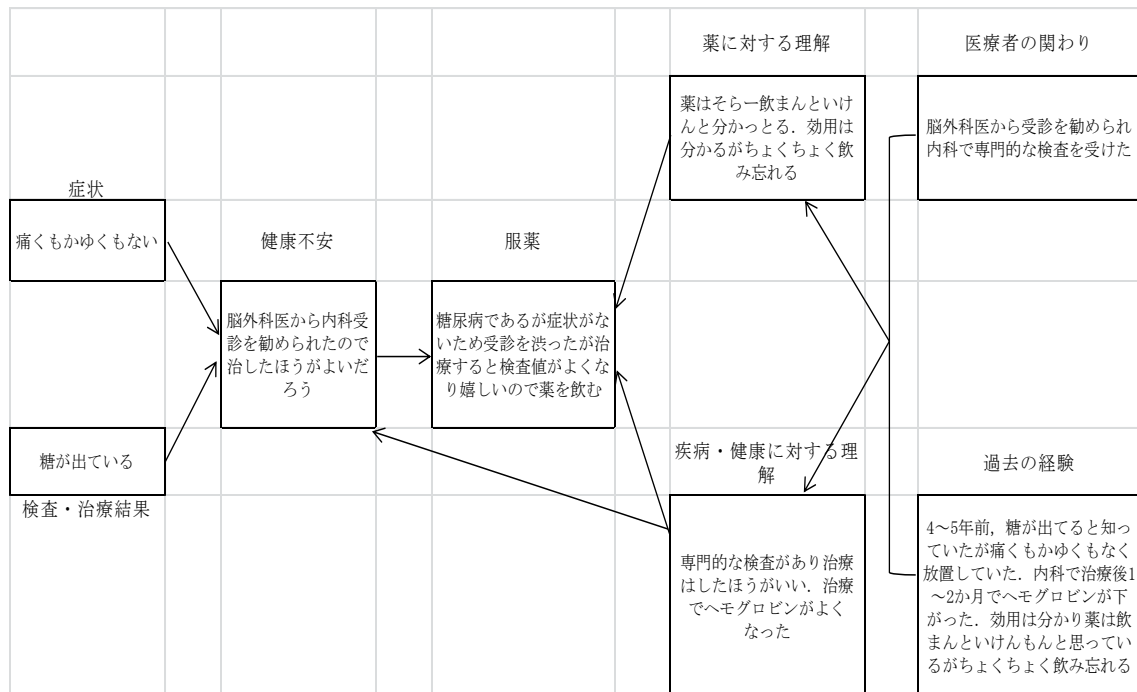 薬に対する理解
医療者の関わり
薬はそらー飲まんといけ
んと分かっとる．効用は
分かるがちょくちょく飲
み忘れる
脳外科医から受診を勧められ
内科で専門的な検査を受けた
症状
痛くもかゆくもない
健康不安
服薬
脳外科医から内科受
診を勧められたので
治したほうがよいだ
ろう
糖尿病であるが症状がな
いため受診を渋ったが治
療すると検査値がよくな
り嬉しいので薬を飲む
糖が出ている
検査・治療結果
疾病・健康に対する理
解
過去の経験
専門的な検査があり治療
はしたほうがいい．治療
でヘモグロビンがよく
なった
4～5年前，糖が出てると知っ
ていたが痛くもかゆくもなく
放置していた．内科で治療後1
～2か月でヘモグロビンが下
がった．効用は分かり薬は飲
まんといけんもんと思ってい
るがちょくちょく飲み忘れる